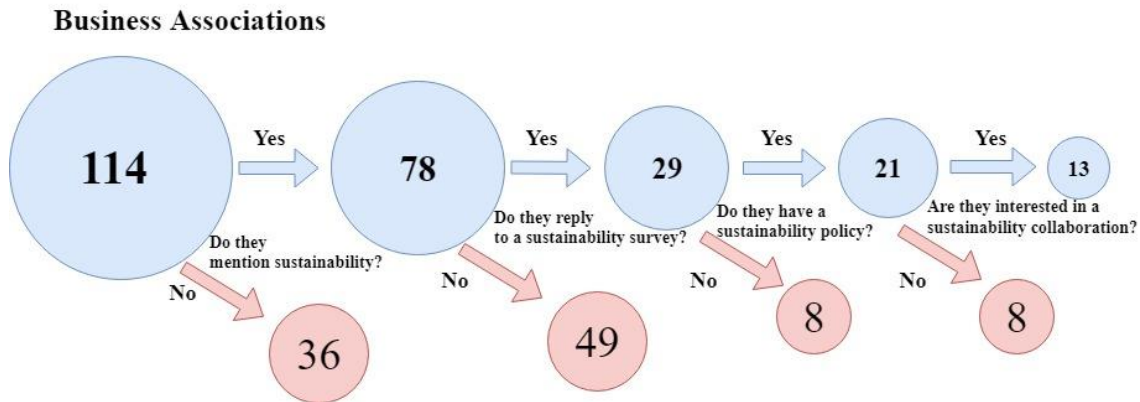 Business Associations
114
Yes
78
Yes
29
Yes
21
Yes
13
Do they
mention sustainability?
Do they reply
to a sustainability survey?
Do they have a
sustainability policy?
Are they interested in a
sustainability collaboration?
No
36
No
49
No
8
No
8